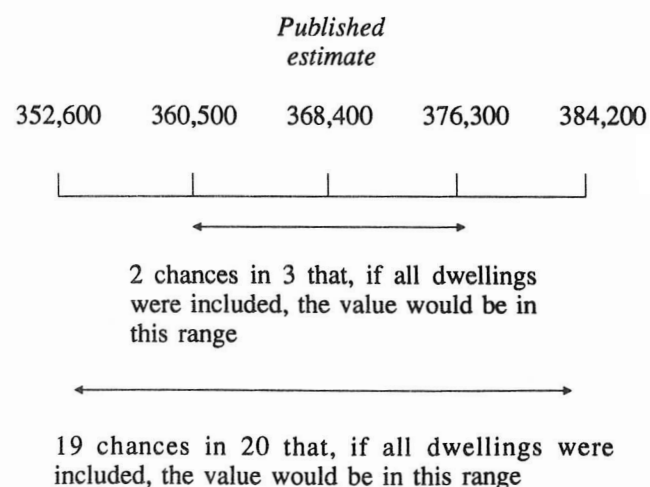 Published
estimate
352,600 360,500 368,400 376,300 384,200
2 chances in 3 that, if all dwellings
were included, the value would be in
this range
19 chances in 20 that, if all dwellings were
included, the value would be in this range